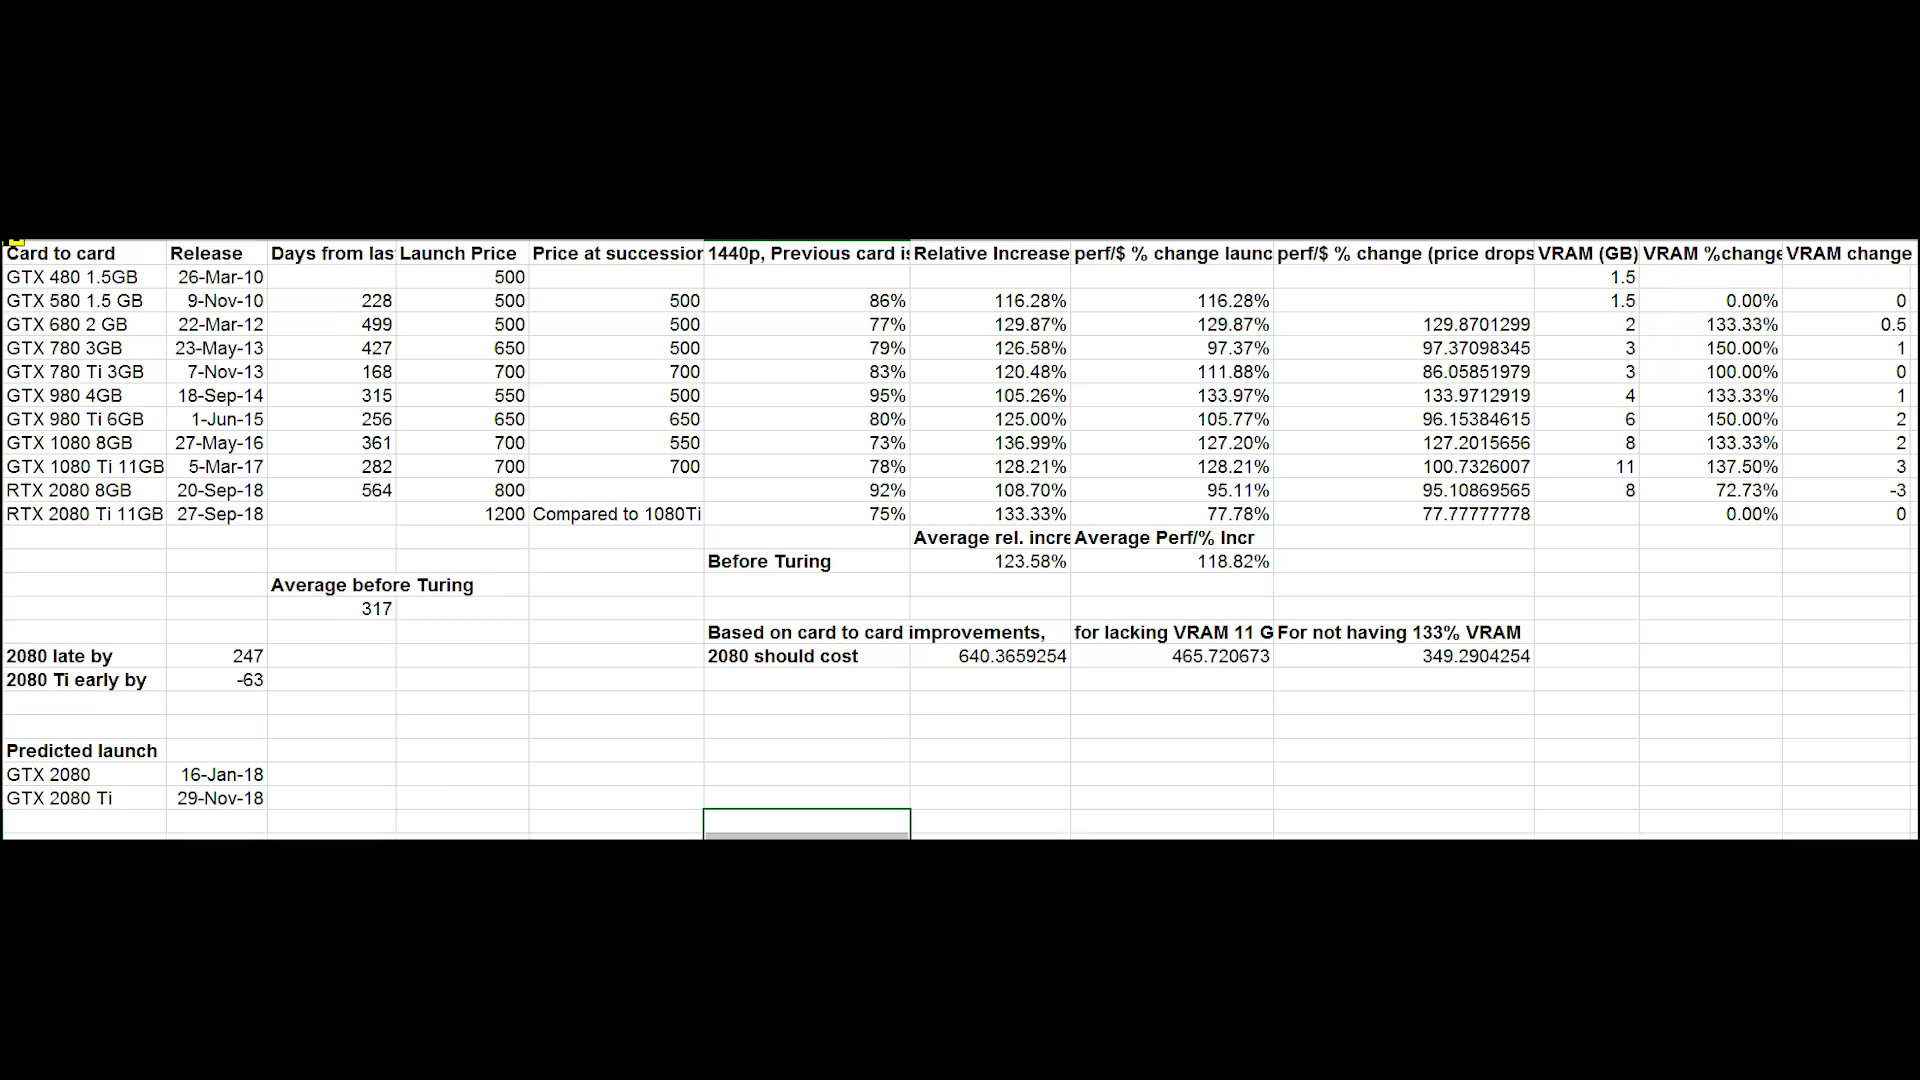 Card to card Release Days from las Launch Price Price at succession 1440p, Previous card is Relative Increase perf/$ % change launc perf/$ % change (price drops VRAM (GB) VRAM %change VRAM change
GTX 480 1.5GB 26-Mar-10 500 1.5
GTX 580 1.5 GB 9-Nov-10 228 500 500 86% 116.28% 116.28% 1.5 0.00% 0
GTX 680 2 GB 22-Mar-12 499 500 500 77% 129.87% 129.87% 129.8701299 2 133.33% 0.5
GTX 780 3GB 23-May-13 427 650 500 79% 126.58% 97.37% 97.37098345 3 150.00% 1
GTX 780 Ti 3GB 7-Nov-13 168 700 700 83% 120.48% 111.88% 86.05851979 3 100.00% 0
GTX 980 4GB 18-Sep-14 315 550 500 95% 105.26% 133.97% 133.9712919 4 133.33% 1
GTX 980 Ti 6GB 1-Jun-15 256 650 650 80% 125.00% 105.77% 96.15384615 6 150.00% 2
GTX 1080 8GB 27-May-16 361 700 550 73% 136.99% 127.20% 127.2015656 8 133.33% 2
GTX 1080 Ti 11GB 5-Mar-17 282 700 700 78% 128.21% 128.21% 100.7326007 11 137.50% 3
RTX 2080 8GB 20-Sep-18 564 800 92% 108.70% 95.11% 95.10869565 8 72.73% -3
RTX 2080 Ti 11GB 27-Sep-18 1200 Compared to 1080Ti 75% 133.33% 77.78% 77.77777778 0.00% 0
Average rel. incre Average Perf/% Incr
Before Turing 123.58% 118.82%
Average before Turing
317
Based on card to card improvements, for lacking VRAM 11 G For not having 133% VRAM
2080 late by 247 2080 should cost 640.3659254 465.720673 349.2904254
2080 Ti early by -63
Predicted launch
GTX 2080 16-Jan-18
GTX 2080 Ti 29-Nov-18